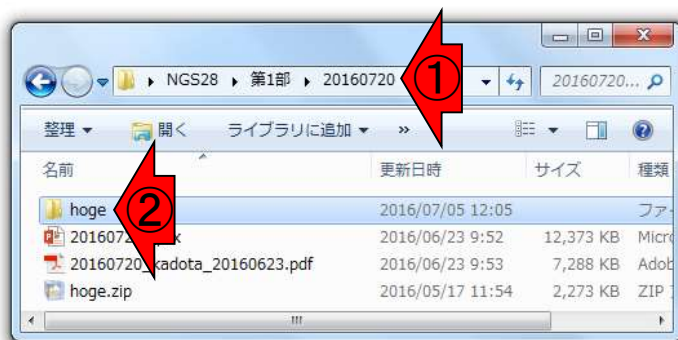 NGS28 ▸ 第1部 ▸ 20160720 ① 20160720...
整理 開く ライブラリに追加 »
名前 更新日時 サイズ 種類
hoge ② 2016/07/05 12:05 ファ
2016072 x 2016/06/23 9:52 12,373 KB Micro
20160720_kadota_20160623.pdf 2016/06/23 9:53 7,288 KB Adob
hoge.zip 2016/05/17 11:54 2,273 KB ZIP